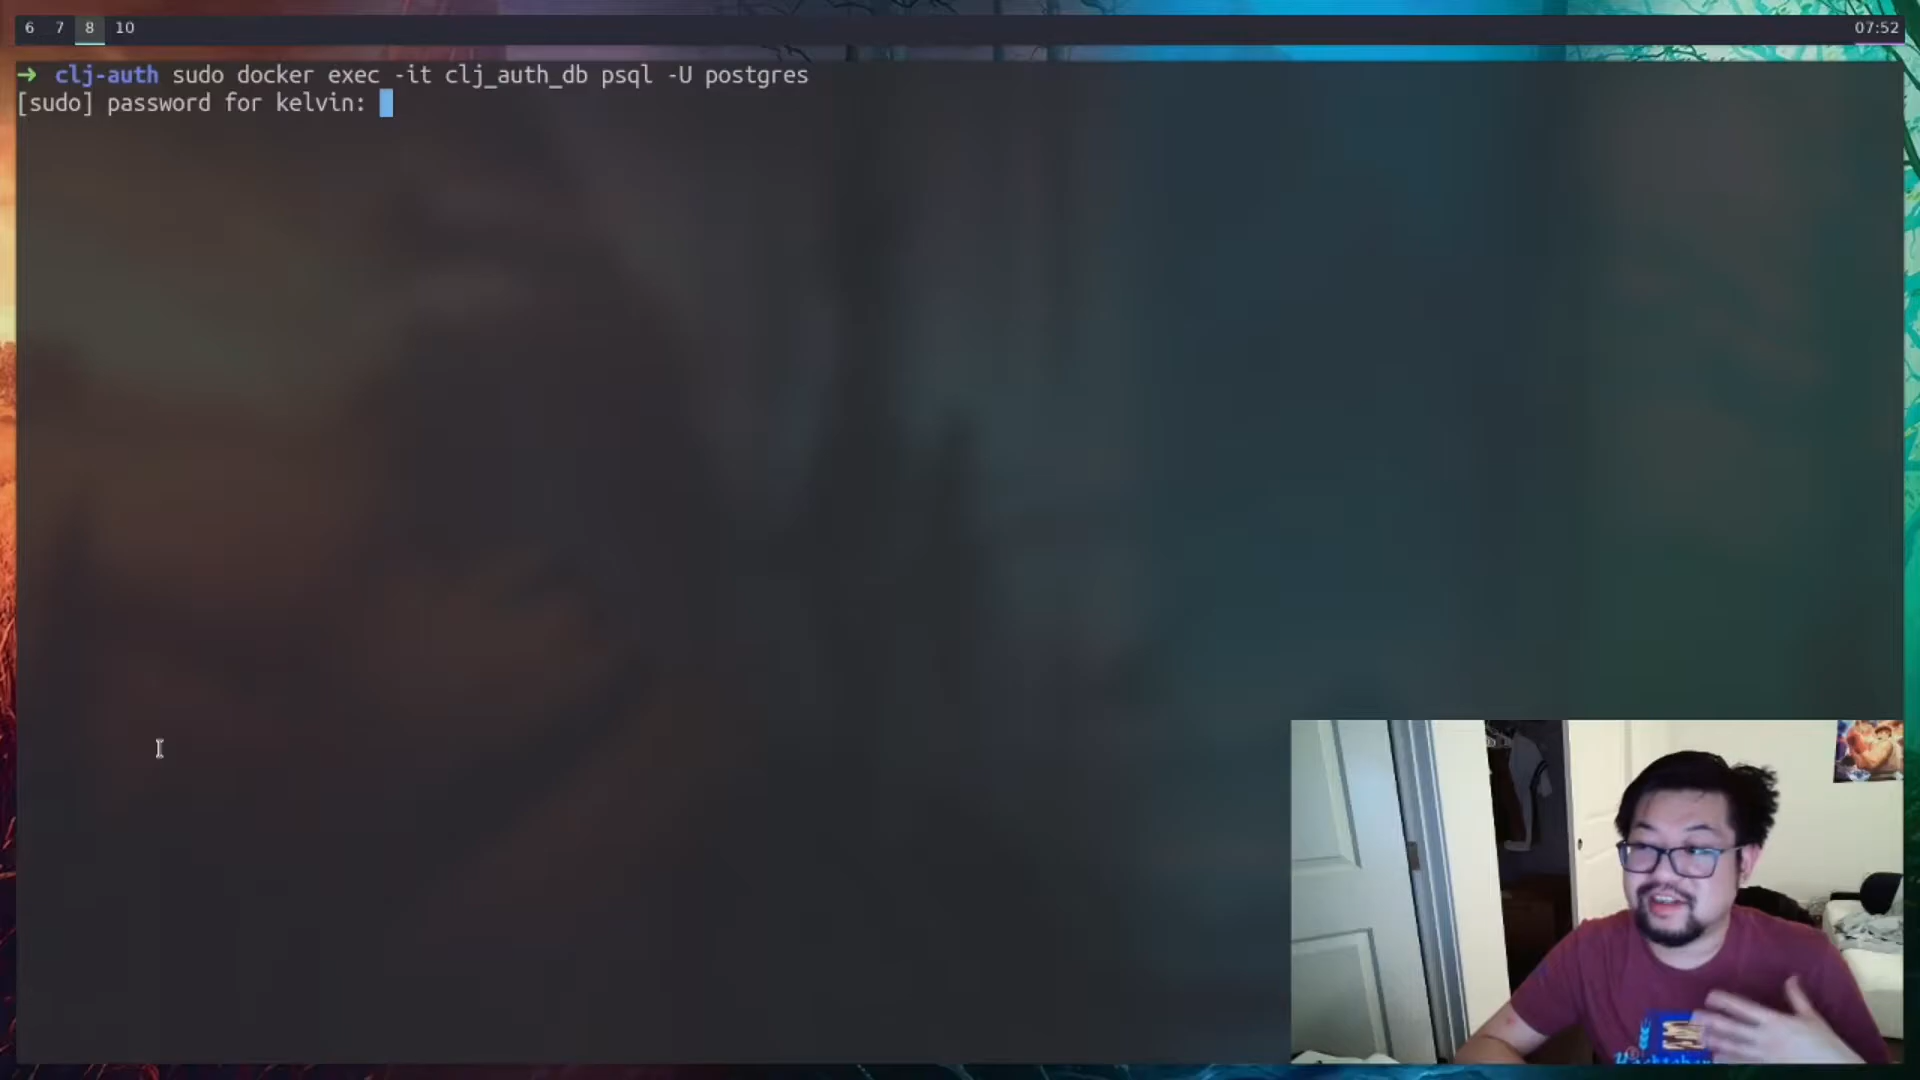 6 7 8 10
07:52
➜ clj-auth sudo docker exec -it clj_auth_db psql -U postgres
[sudo] password for kelvin: